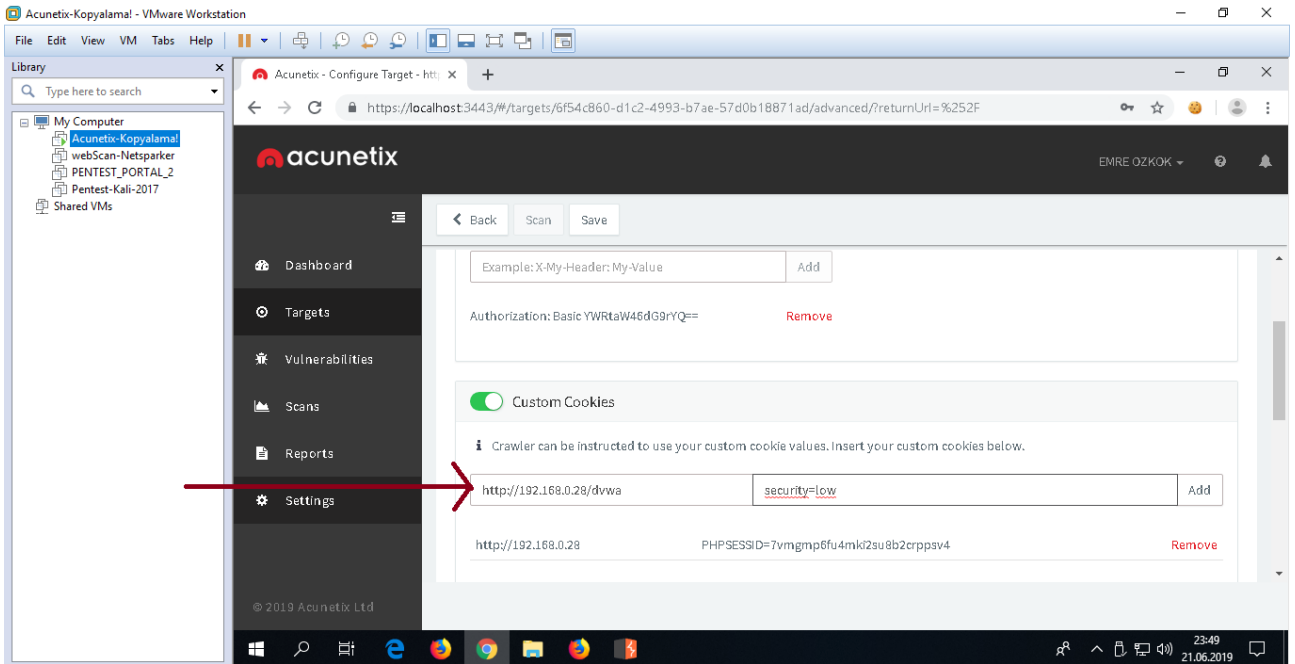 Acunetix-Kopyalama! - VMware Workstation
File Edit View VM Tabs Help
Library
Type here to search
My Computer
Acunetix-Kopyalama!
webScan-Netsparker
PENTEST_PORTAL_2
Pentest-Kali-2017
Shared VMs
Acunetix - Configure Target - htt
https://localhost:3443/#/targets/6f54c860-d1c2-4993-b7ae-57d0b18871ad/advanced/?returnUrl=%252F
acunetix
EMRE OZKOK
Back Scan Save
Dashboard
Targets
Vulnerabilities
Scans
Reports
Settings
© 2019 Acunetix Ltd
Example: X-My-Header: My-Value Add
Authorization: Basic YWRtaW46dG9rYQ== Remove
Custom Cookies
Crawler can be instructed to use your custom cookie values. Insert your custom cookies below.
http://192.168.0.28/dvwa security=low Add
http://192.168.0.28 PHPSESSID=7vmgmp6fu4mki2su8b2crppsv4 Remove
23:49
21.06.2019